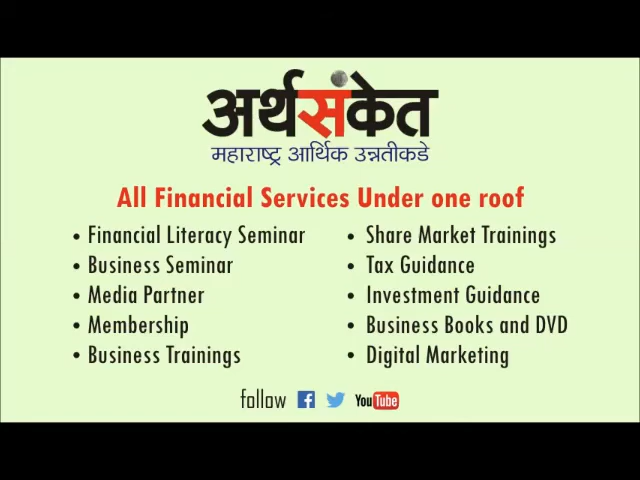 अर्थसंकेत
महाराष्ट्र आर्थिक उन्नतीकडे
All Financial Services Under one roof
• Financial Literacy Seminar
• Business Seminar
• Media Partner
• Membership
• Business Trainings
• Share Market Trainings
• Tax Guidance
• Investment Guidance
• Business Books and DVD
• Digital Marketing
follow f YouTube